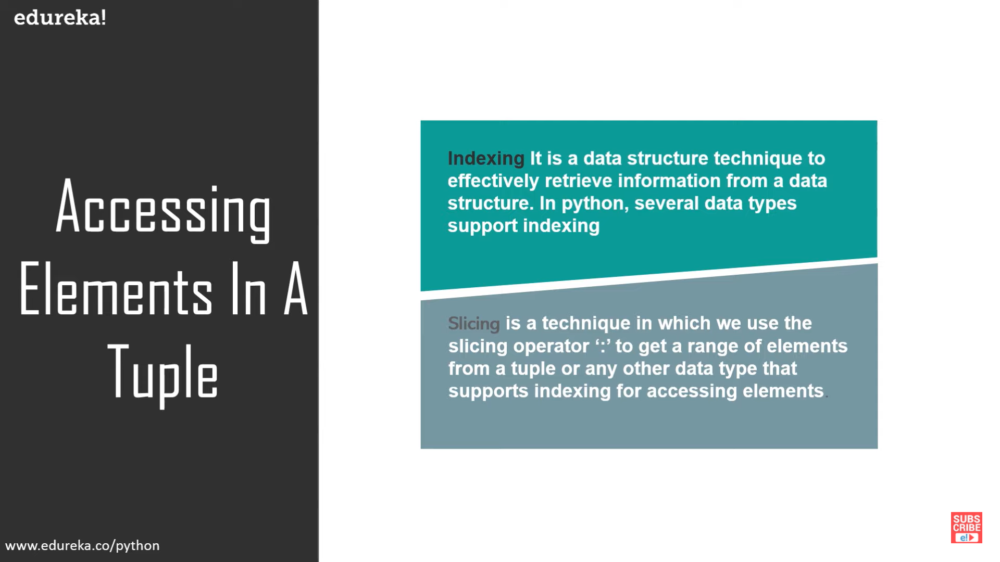 edureka!
Accessing
Elements In A
Tuple
www.edureka.co/python
Indexing It is a data structure technique to
effectively retrieve information from a data
structure. In python, several data types
support indexing
Slicing is a technique in which we use the
slicing operator ‘:’ to get a range of elements
from a tuple or any other data type that
supports indexing for accessing elements.
SUBS
CRIBE
e!